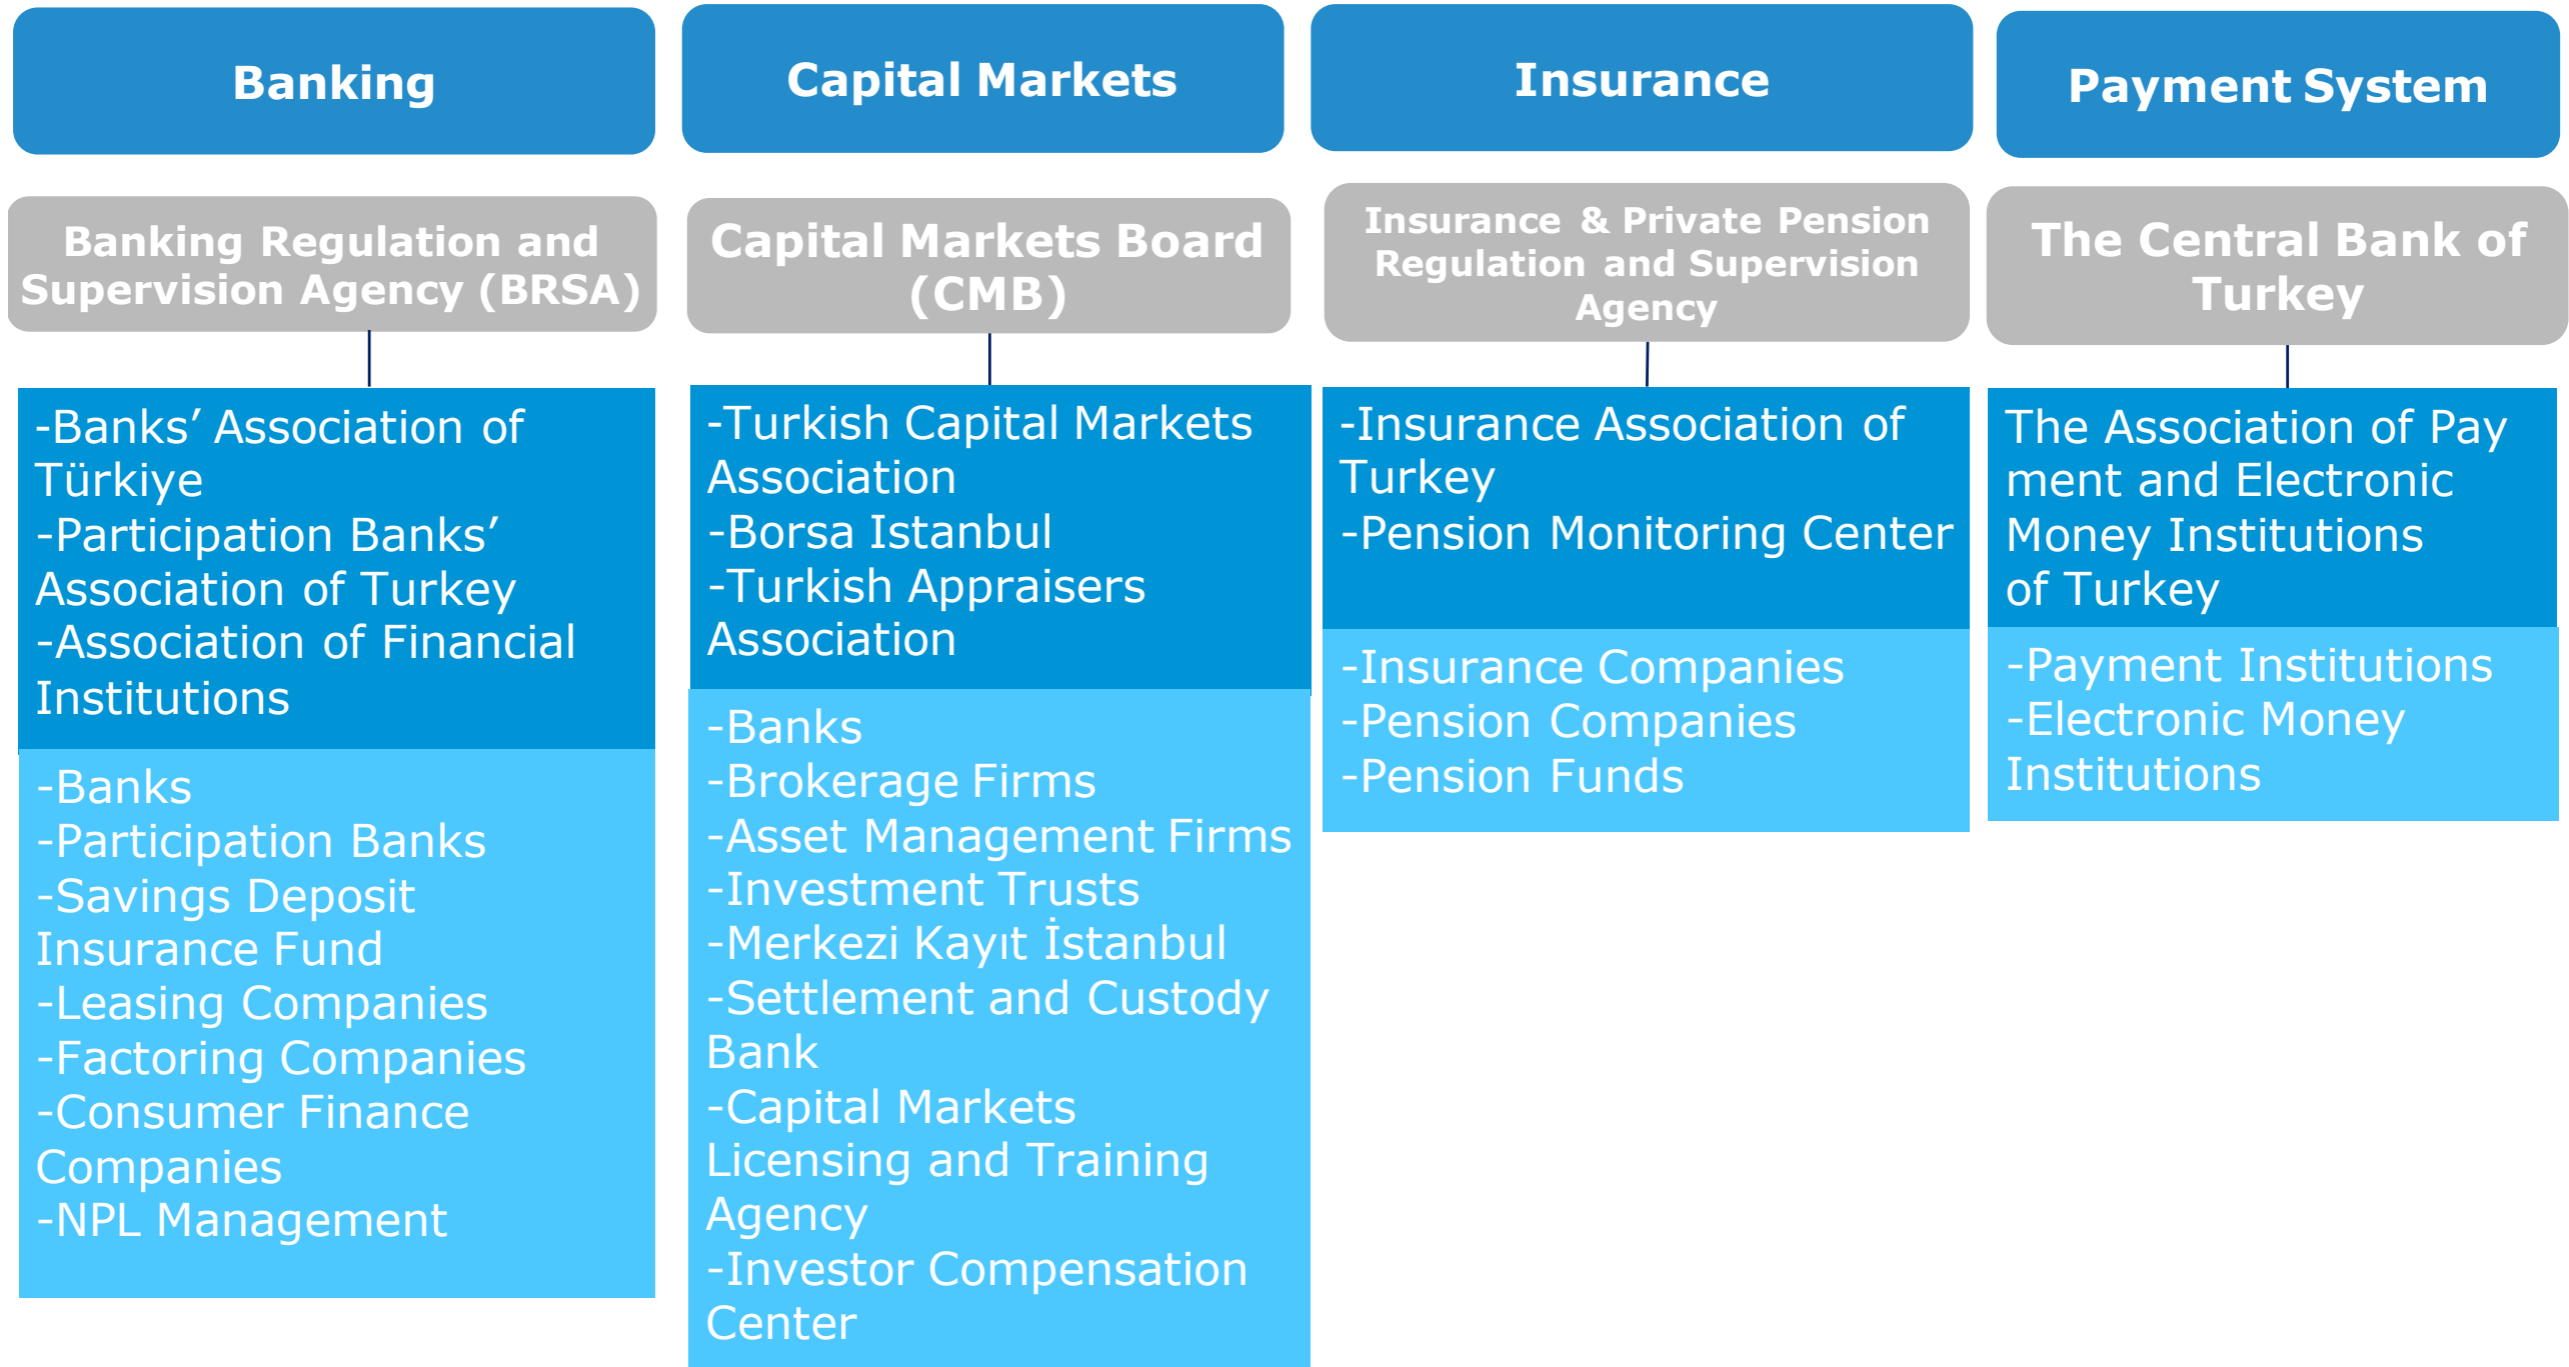 Banking
Banking Regulation and
Supervision Agency (BRSA)
-Banks’ Association of
Türkiye
-Participation Banks’
Association of Turkey
-Association of Financial
Institutions
-Banks
-Participation Banks
-Savings Deposit
Insurance Fund
-Leasing Companies
-Factoring Companies
-Consumer Finance
Companies
-NPL Management
Capital Markets
Capital Markets Board
(CMB)
-Turkish Capital Markets
Association
-Borsa Istanbul
-Turkish Appraisers
Association
-Banks
-Brokerage Firms
-Asset Management Firms
-Investment Trusts
-Merkezi Kayıt İstanbul
-Settlement and Custody
Bank
-Capital Markets
Licensing and Training
Agency
-Investor Compensation
Center
Insurance
Insurance & Private Pension
Regulation and Supervision
Agency
-Insurance Association of
Turkey
-Pension Monitoring Center
-Insurance Companies
-Pension Companies
-Pension Funds
Payment System
The Central Bank of
Turkey
The Association of Pay
ment and Electronic
Money Institutions
of Turkey
-Payment Institutions
-Electronic Money
Institutions